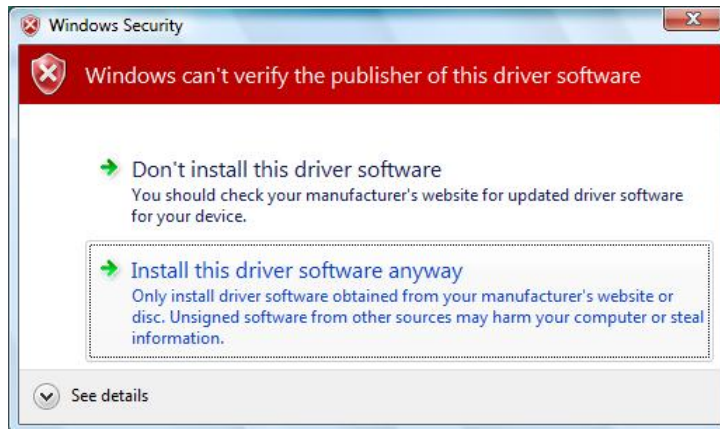 Windows Security
Windows can't verify the publisher of this driver software
Don't install this driver software
You should check your manufacturer's website for updated driver software
for your device.
Install this driver software anyway
Only install driver software obtained from your manufacturer's website or
disc. Unsigned software from other sources may harm your computer or steal
information.
See details